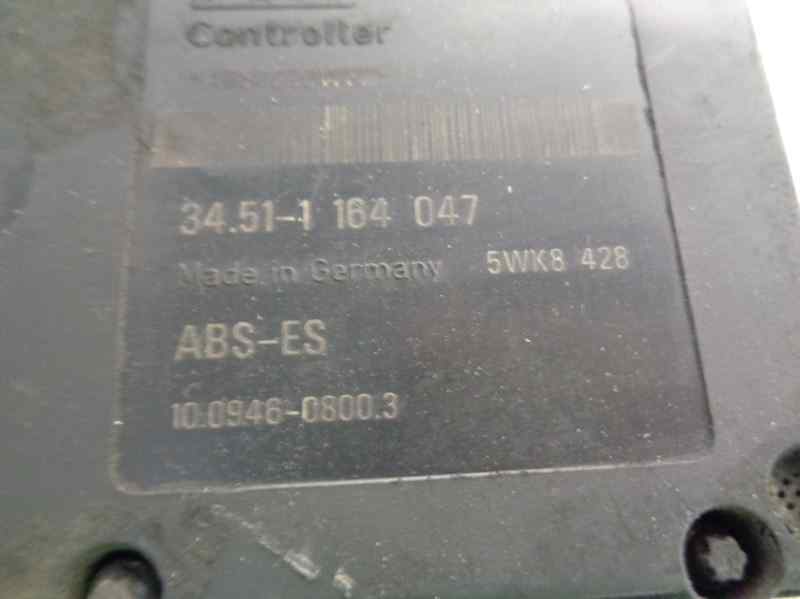 Controller
34.51-1 164 047
Made in Germany 5WK8 428
ABS-ES
10.0946-0800.3